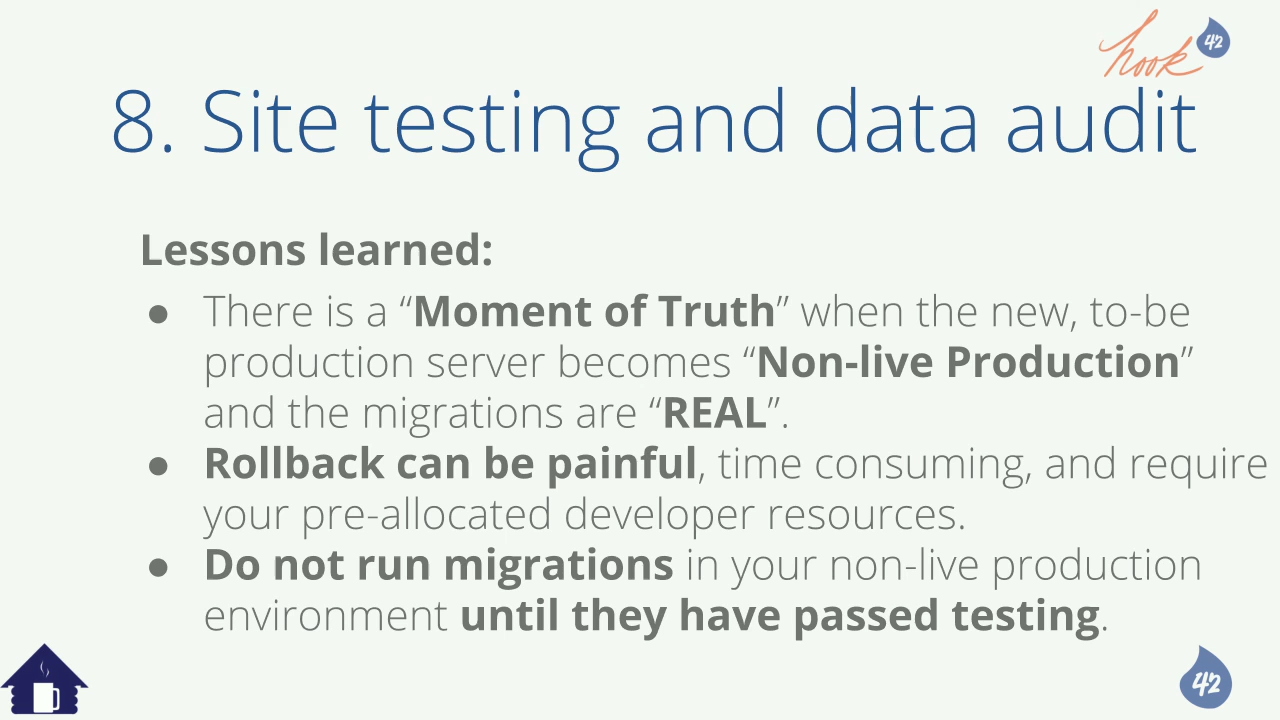 hook 42
8. Site testing and data audit
Lessons learned:
● There is a “Moment of Truth” when the new, to-be
production server becomes “Non-live Production”
and the migrations are “REAL”.
● Rollback can be painful, time consuming, and require
your pre-allocated developer resources.
● Do not run migrations in your non-live production
environment until they have passed testing.
42